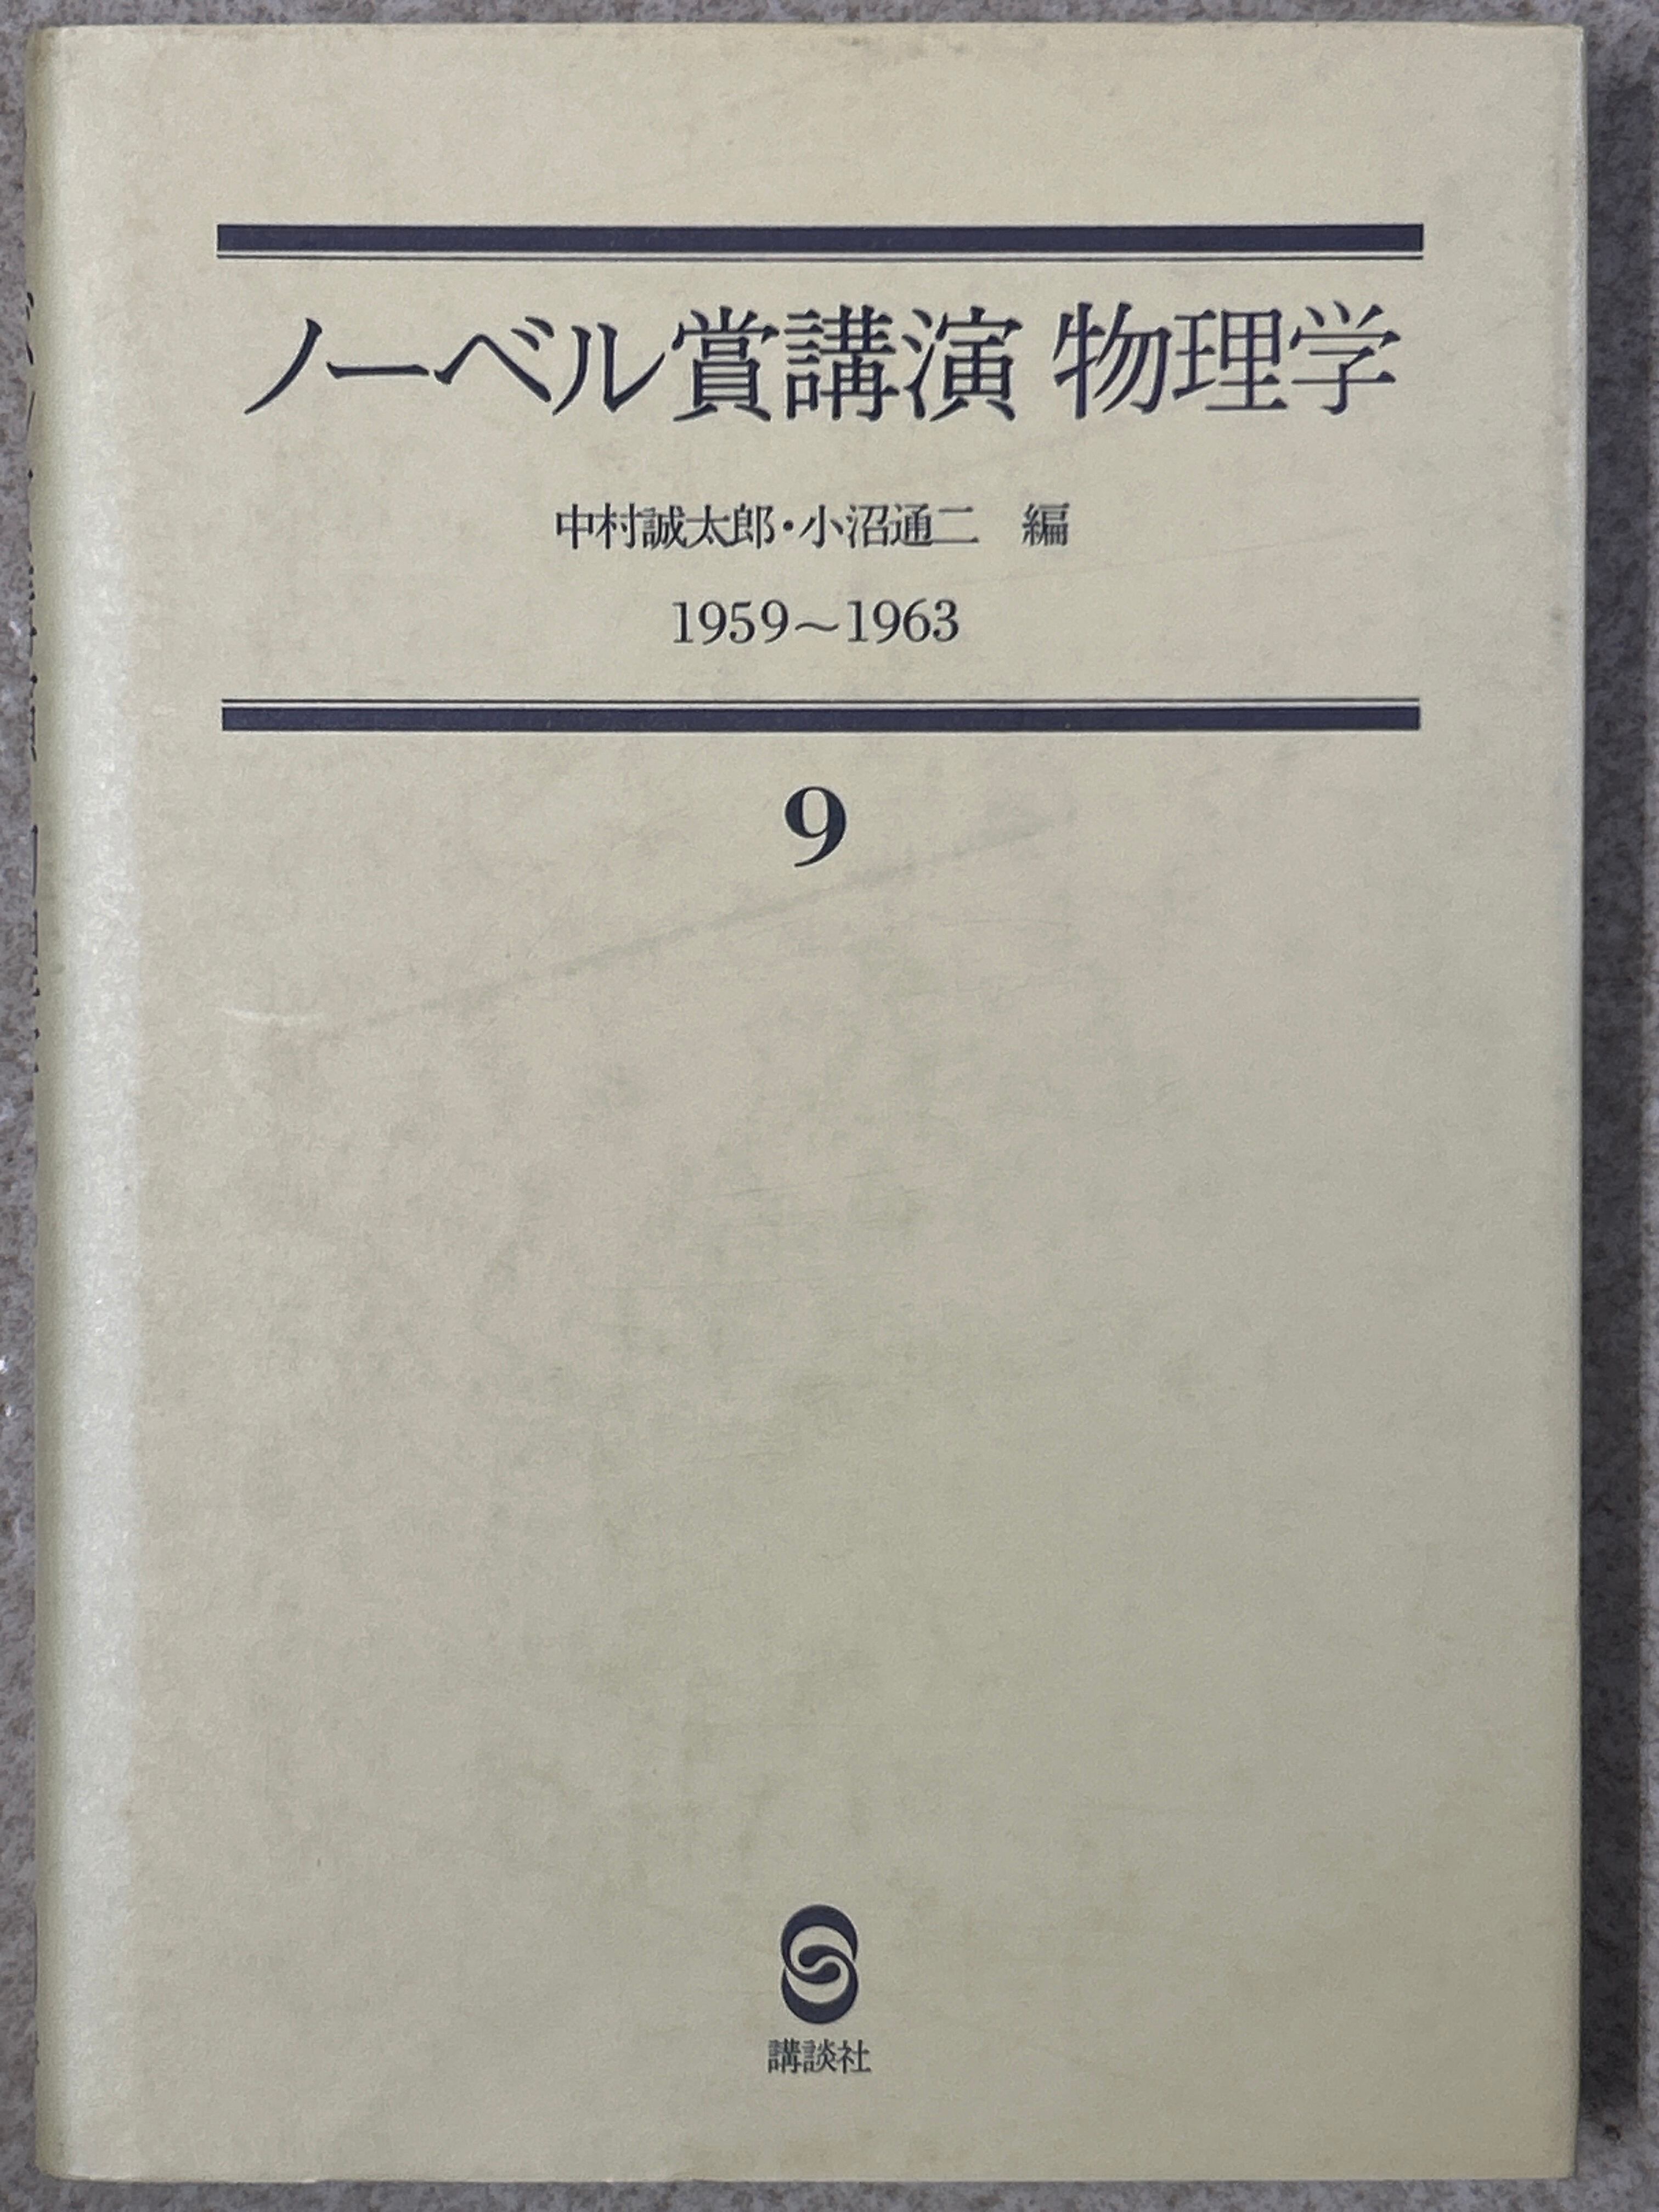 ノーベル賞講演 物理学
中村誠太郎・小沼通二 編
1959〜1963
9
講談社